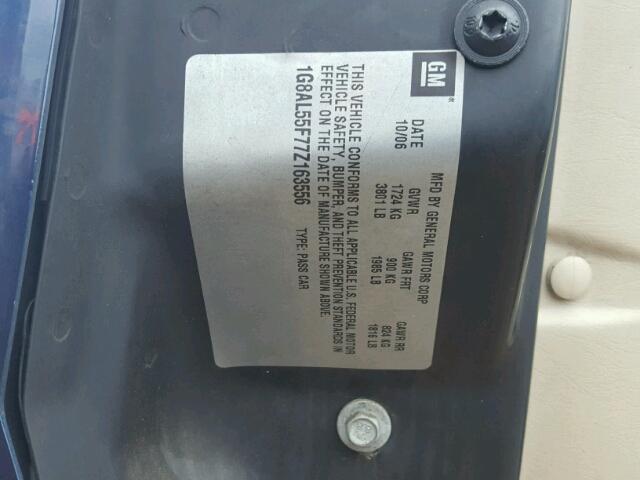 GM
®
MFD BY GENERAL MOTORS CORP
DATE GVWR GAWR FRT GAWR RR
10/06 1724 KG 900 KG 824 KG
3801 LB 1985 LB 1816 LB
THIS VEHICLE CONFORMS TO ALL APPLICABLE U.S. FEDERAL MOTOR
VEHICLE SAFETY, BUMPER, AND THEFT PREVENTION STANDARDS IN
EFFECT ON THE DATE OF MANUFACTURE SHOWN ABOVE.
1G8AL55F77Z163556 TYPE: PASS CAR